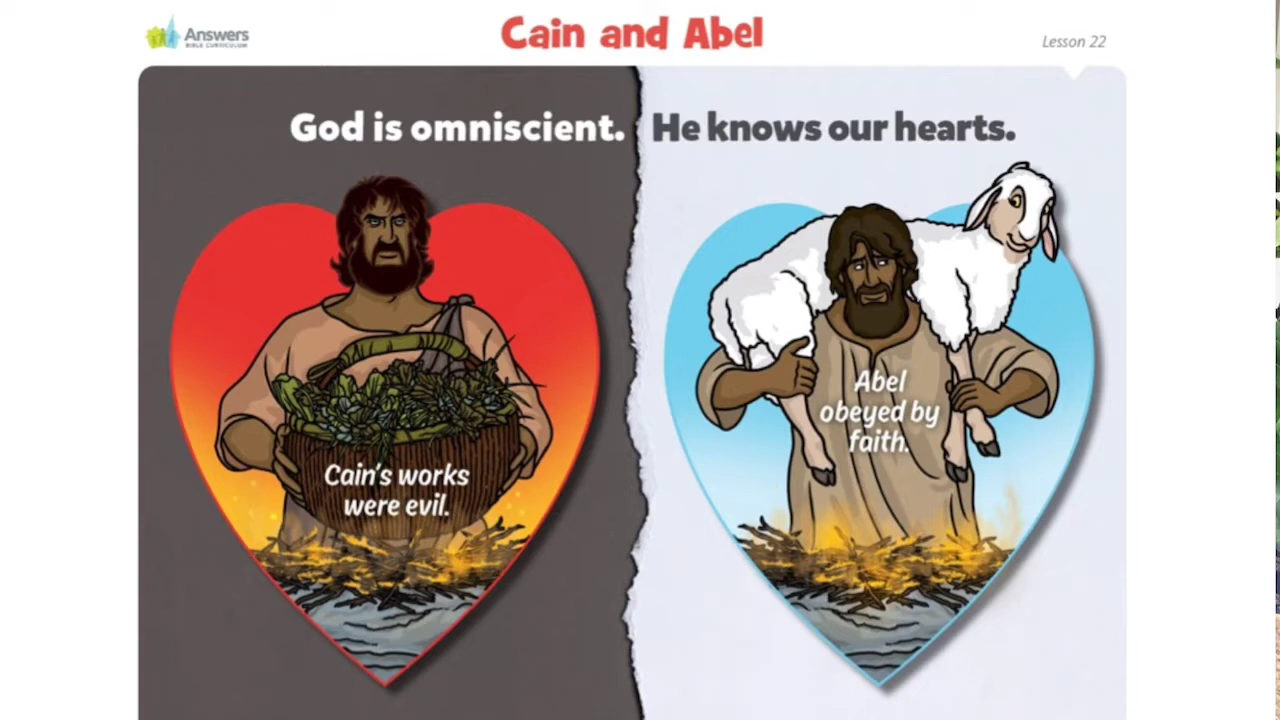 Answers
BIBLE CURRICULUM
Cain and Abel
Lesson 22
God is omniscient. He knows our hearts.
Cain's works
were evil.
Abel
obeyed by
faith.